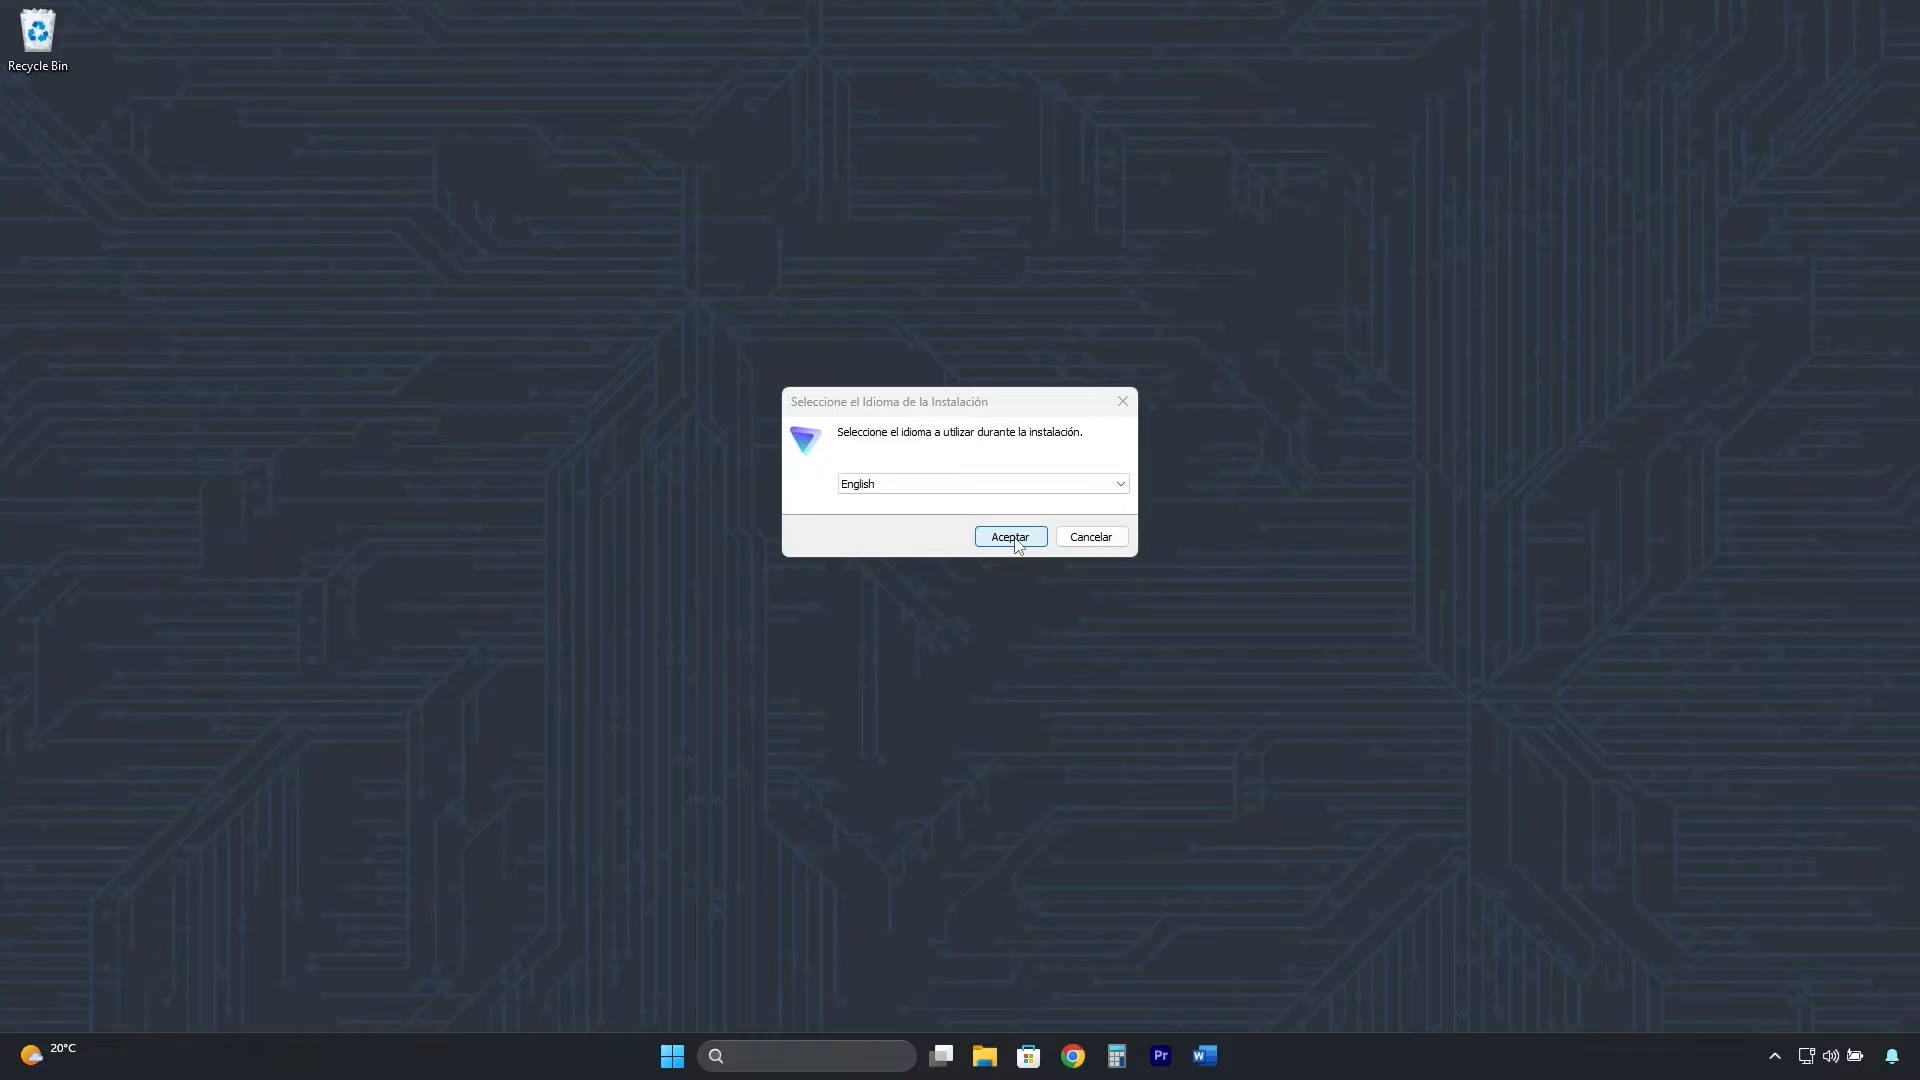 Recycle Bin
Seleccione el Idioma de la Instalación
Seleccione el idioma a utilizar durante la instalación.
English
Aceptar
Cancelar
20°C
Pr
W